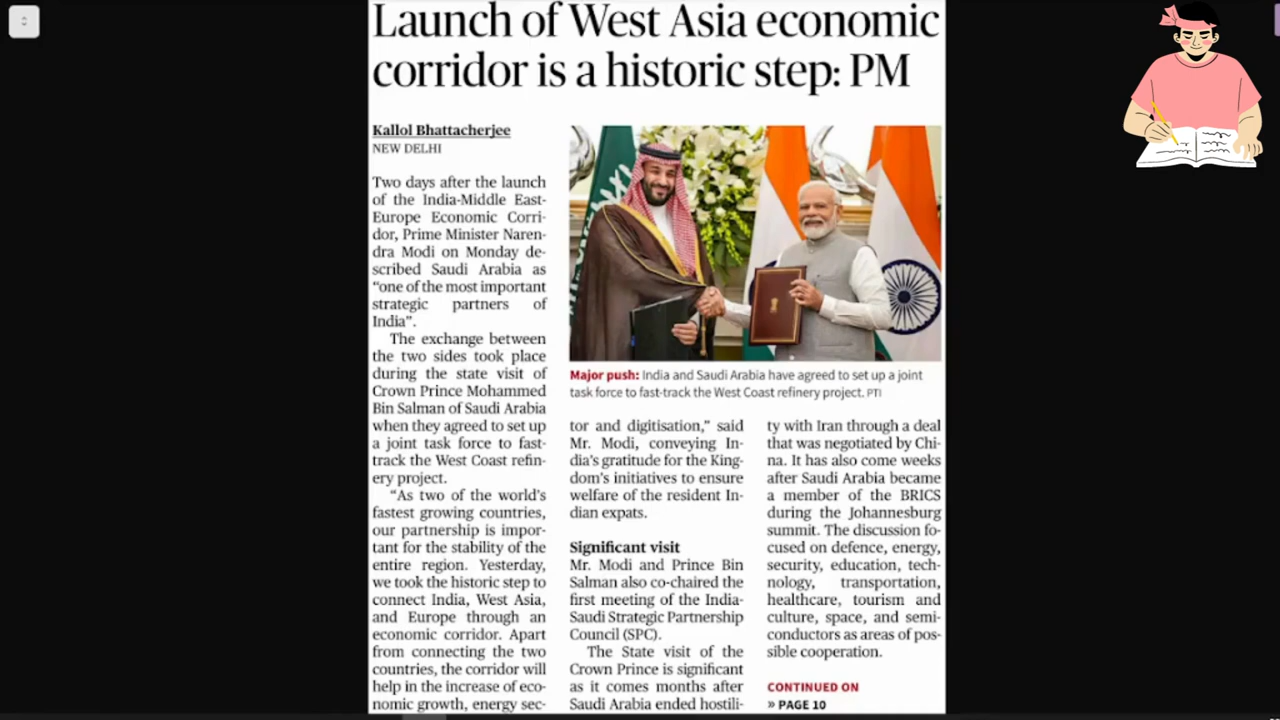 Launch of West Asia economic
corridor is a historic step: PM
Kallol Bhattacherjee
NEW DELHI
Two days after the launch
of the India-Middle East-
Europe Economic Corri-
dor, Prime Minister Naren-
dra Modi on Monday de-
scribed Saudi Arabia as
“one of the most important
strategic partners of
India”.
The exchange between
the two sides took place
during the state visit of
Crown Prince Mohammed
Bin Salman of Saudi Arabia
when they agreed to set up
a joint task force to fast-
track the West Coast refin-
ery project.
“As two of the world’s
fastest growing countries,
our partnership is impor-
tant for the stability of the
entire region. Yesterday,
we took the historic step to
connect India, West Asia,
and Europe through an
economic corridor. Apart
from connecting the two
countries, the corridor will
help in the increase of eco-
nomic growth, energy sec-
Major push: India and Saudi Arabia have agreed to set up a joint
task force to fast-track the West Coast refinery project. PTI
tor and digitisation,” said
Mr. Modi, conveying In-
dia’s gratitude for the King-
dom’s initiatives to ensure
welfare of the resident In-
dian expats.
Significant visit
Mr. Modi and Prince Bin
Salman also co-chaired the
first meeting of the India-
Saudi Strategic Partnership
Council (SPC).
The State visit of the
Crown Prince is significant
as it comes months after
Saudi Arabia ended hostili-
ty with Iran through a deal
that was negotiated by Chi-
na. It has also come weeks
after Saudi Arabia became
a member of the BRICS
during the Johannesburg
summit. The discussion fo-
cused on defence, energy,
security, education, tech-
nology, transportation,
healthcare, tourism and
culture, space, and semi-
conductors as areas of pos-
sible cooperation.
CONTINUED ON
» PAGE 10